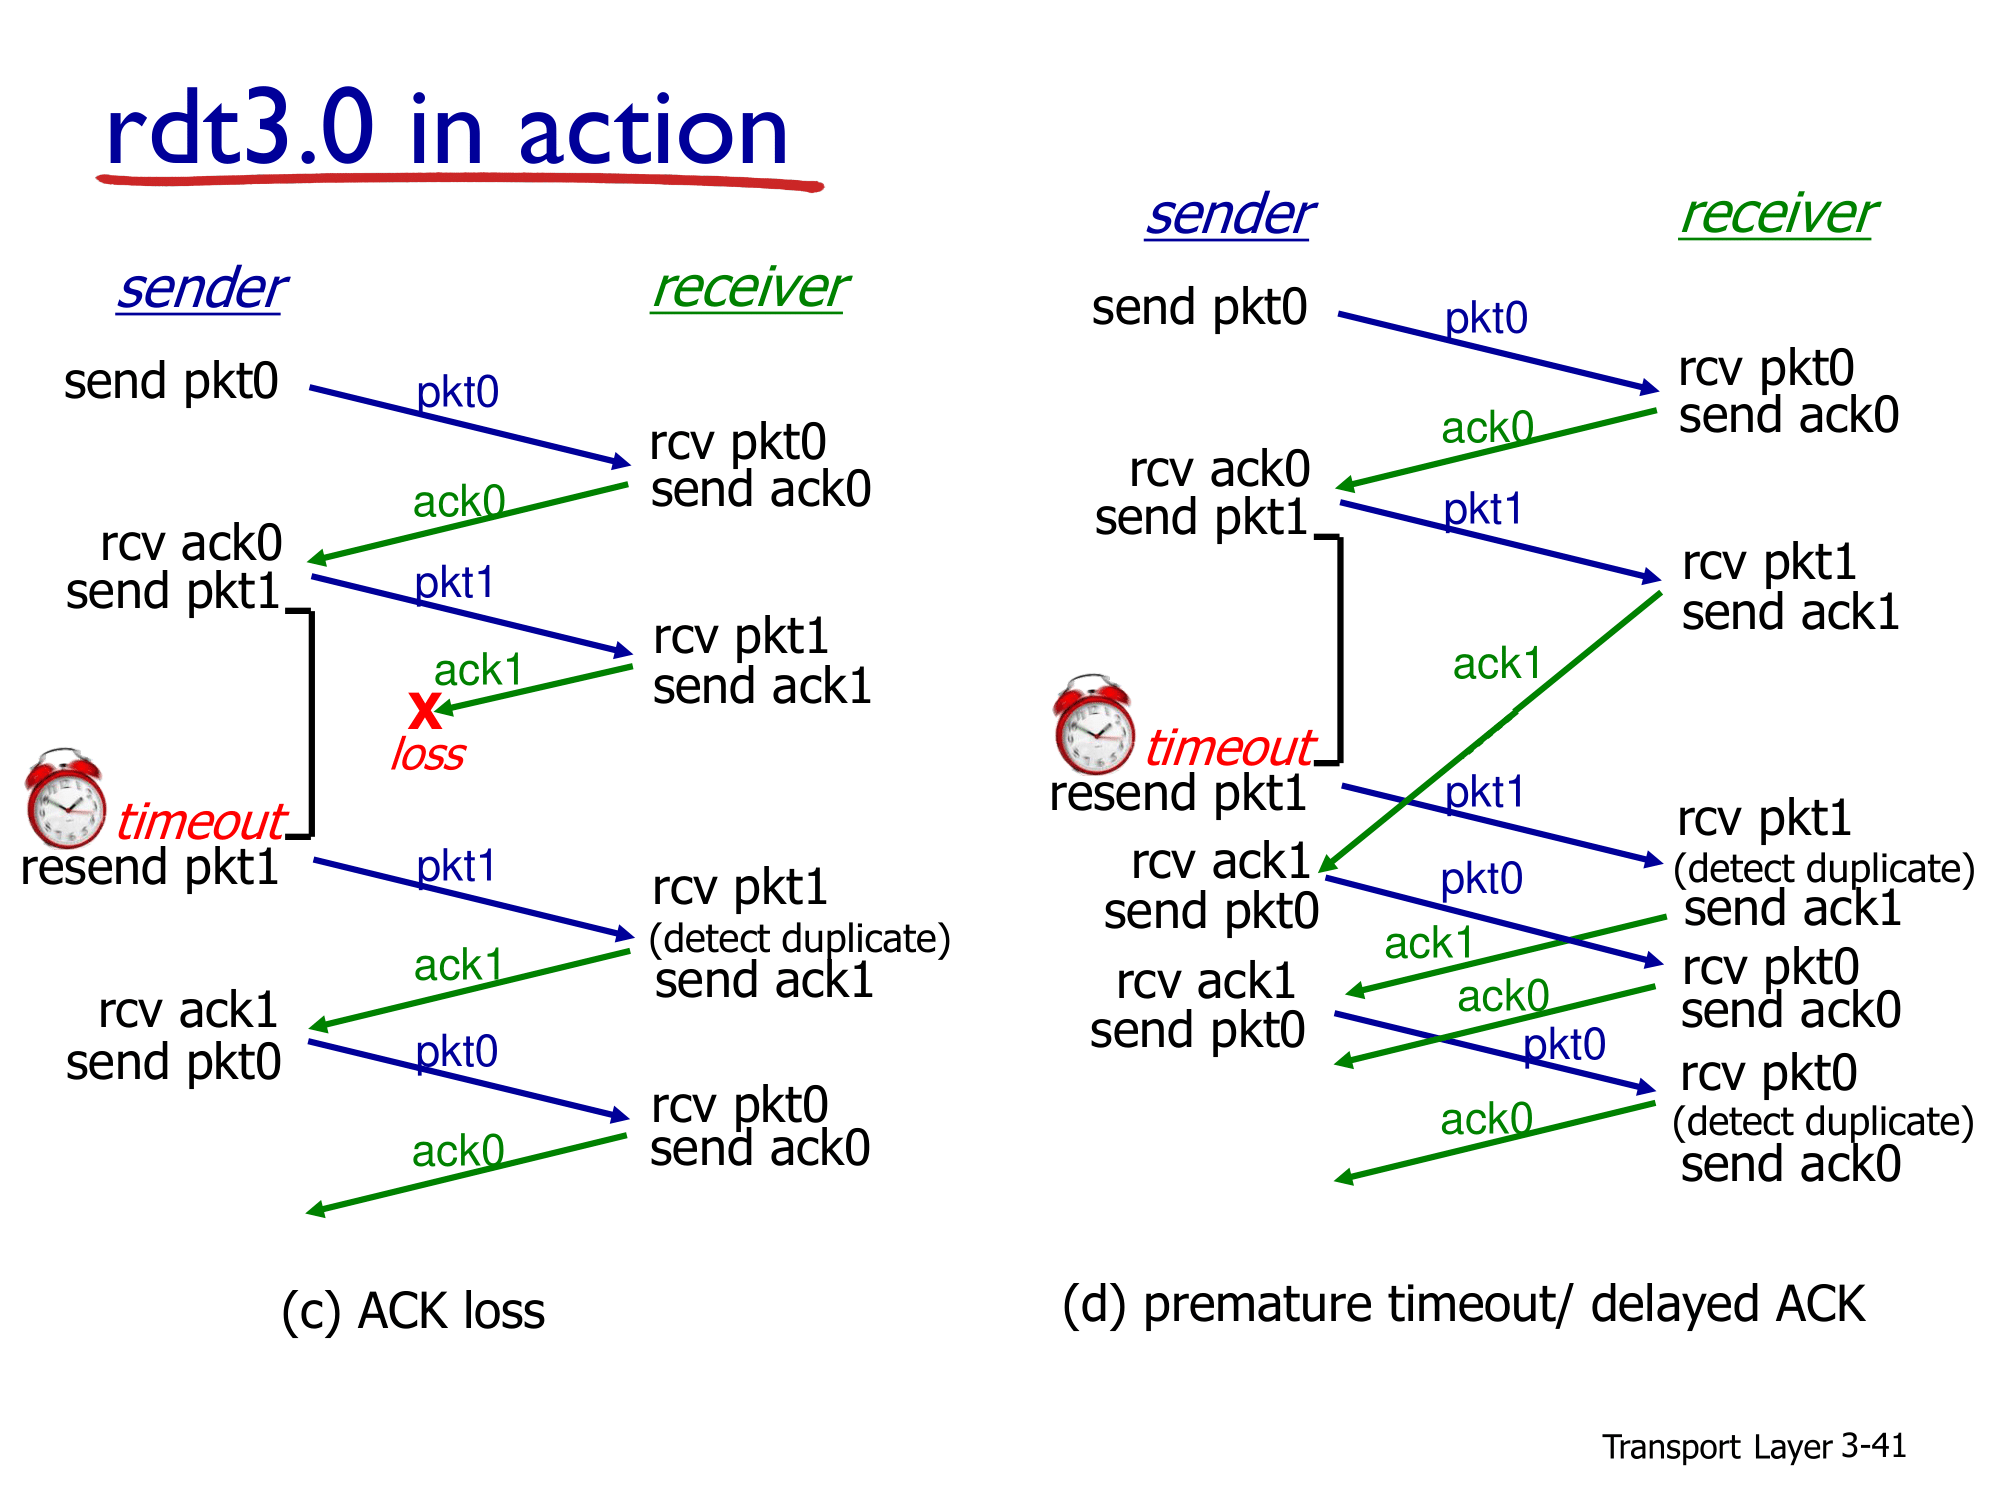 rdt3.0 in action
sender
receiver
send pkt0
pkt0
rcv pkt0
send ack0
ack0
rcv ack0
send pkt1
pkt1
rcv pkt1
send ack1
ack1
X
loss
timeout
resend pkt1
pkt1
rcv pkt1
(detect duplicate)
send ack1
ack1
rcv ack1
send pkt0
pkt0
rcv pkt0
send ack0
ack0
(c) ACK loss
sender
receiver
send pkt0
pkt0
rcv pkt0
send ack0
ack0
rcv ack0
send pkt1
pkt1
rcv pkt1
send ack1
ack1
timeout
resend pkt1
pkt1
rcv pkt1
(detect duplicate)
send ack1
rcv ack1
send pkt0
pkt0
ack1
rcv pkt0
send ack0
rcv ack1
send pkt0
ack0
pkt0
rcv pkt0
(detect duplicate)
send ack0
ack0
(d) premature timeout/ delayed ACK
Transport Layer 3-41